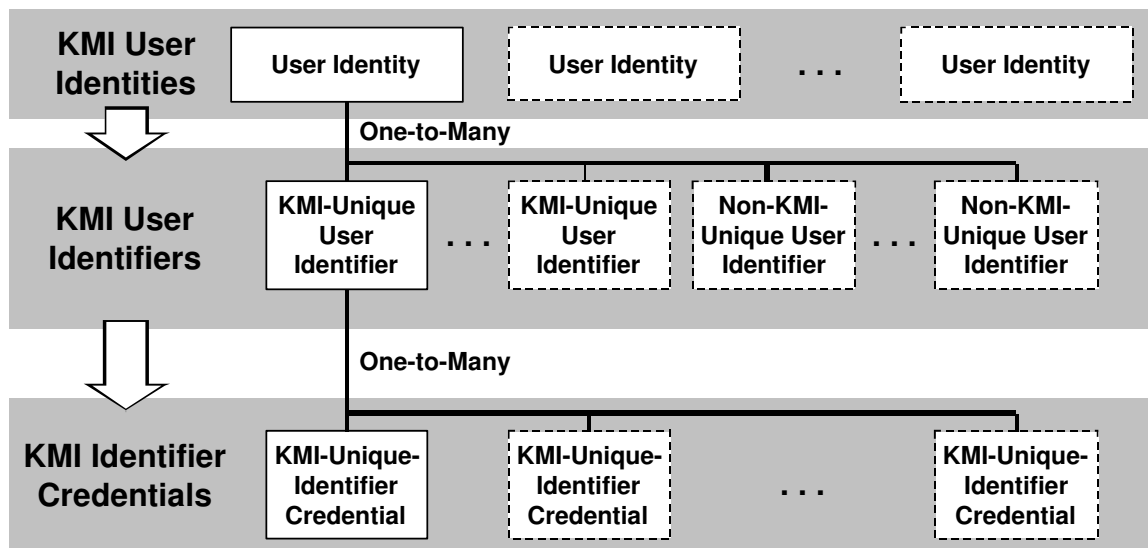 KMI User
Identities
User Identity
User Identity
. . .
User Identity
One-to-Many
KMI User
Identifiers
KMI-Unique
User
Identifier
. . .
KMI-Unique
User
Identifier
Non-KMI-
Unique User
Identifier
. . .
Non-KMI-
Unique User
Identifier
One-to-Many
KMI Identifier
Credentials
KMI-Unique-
Identifier
Credential
KMI-Unique-
Identifier
Credential
. . .
KMI-Unique-
Identifier
Credential